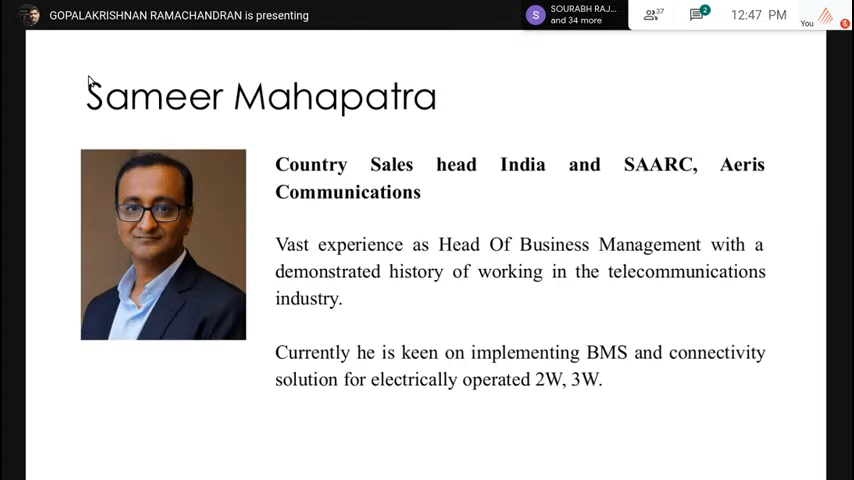 GOPALAKRISHNAN RAMACHANDRAN is presenting
S
SOURABH RAJ...
and 34 more
37
2
12:47 PM
You
Sameer Mahapatra
Country Sales head India and SAARC, Aeris
Communications
Vast experience as Head Of Business Management with a
demonstrated history of working in the telecommunications
industry.
Currently he is keen on implementing BMS and connectivity
solution for electrically operated 2W, 3W.